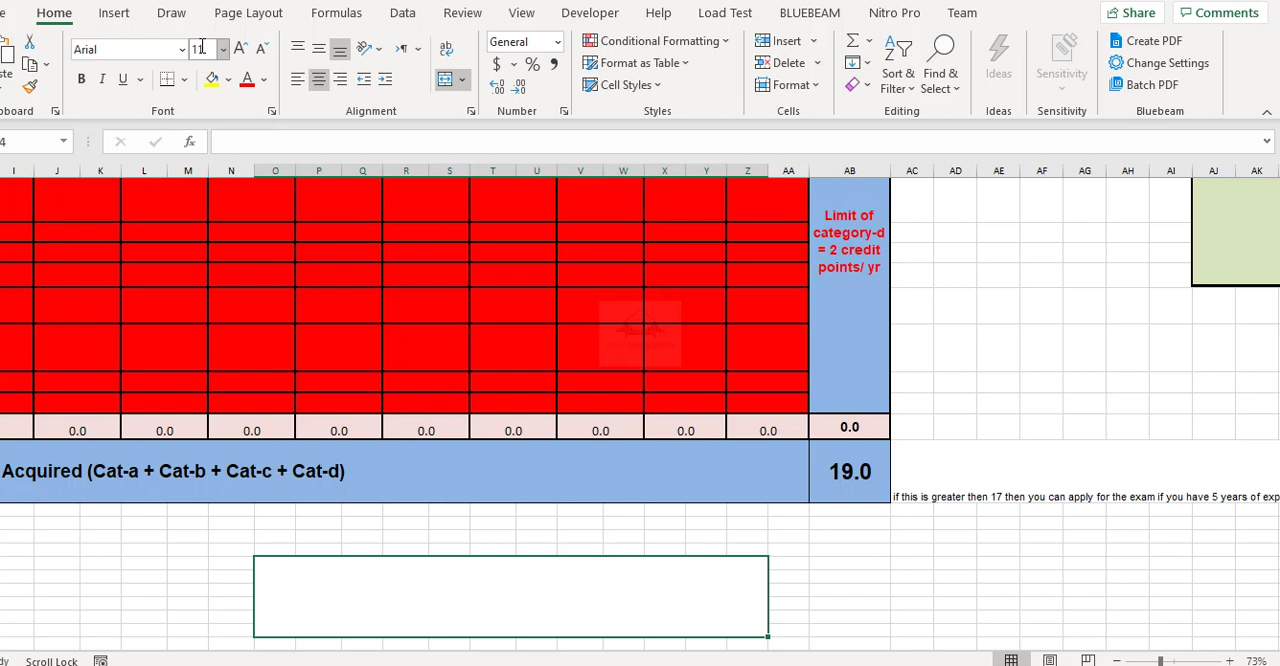 e Home Insert Draw Page Layout Formulas Data Review View Developer Help Load Test BLUEBEAM Nitro Pro Team Share Comments
Arial 11 General Conditional Formatting Insert Create PDF
Format as Table Delete Change Settings
ste B I U $ % Cell Styles Format Sort & Filter Find & Select Ideas Sensitivity Batch PDF
board Font Alignment Number Styles Cells Editing Ideas Sensitivity Bluebeam
4 fx
I J K L M N O P Q R S T U V W X Y Z AA AB AC AD AE AF AG AH AI AJ AK
Limit of
category-d
= 2 credit
points/ yr
0.0 0.0 0.0 0.0 0.0 0.0 0.0 0.0 0.0 0.0
Acquired (Cat-a + Cat-b + Cat-c + Cat-d) 19.0
if this is greater then 17 then you can apply for the exam if you have 5 years of exp
dy Scroll Lock 73%